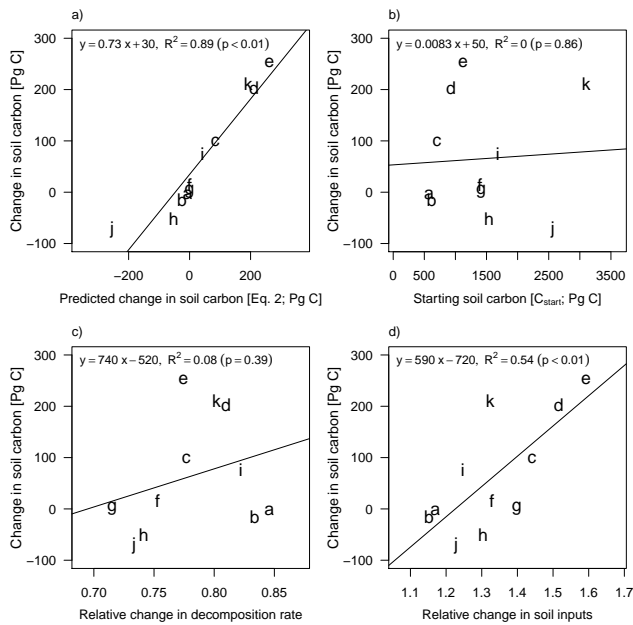 a)
y = 0.73 x + 30, R² = 0.89 (p < 0.01)
Change in soil carbon [Pg C]
300
200
100
0
−100
e
k
d
c
i
f
g
a
b
h
j
−200 0 200
Predicted change in soil carbon [Eq. 2; Pg C]
b)
y = 0.0083 x + 50, R² = 0 (p = 0.86)
Change in soil carbon [Pg C]
300
200
100
0
−100
e
k
d
c
i
f
g
a
b
h
j
0 500 1500 2500 3500
Starting soil carbon [Cstart; Pg C]
c)
y = 740 x − 520, R² = 0.08 (p = 0.39)
Change in soil carbon [Pg C]
300
200
100
0
−100
e
k
d
c
i
f
g
a
b
h
j
0.70 0.75 0.80 0.85
Relative change in decomposition rate
d)
y = 590 x − 720, R² = 0.54 (p < 0.01)
Change in soil carbon [Pg C]
300
200
100
0
−100
e
k
d
c
i
f
g
a
b
h
j
1.1 1.2 1.3 1.4 1.5 1.6 1.7
Relative change in soil inputs